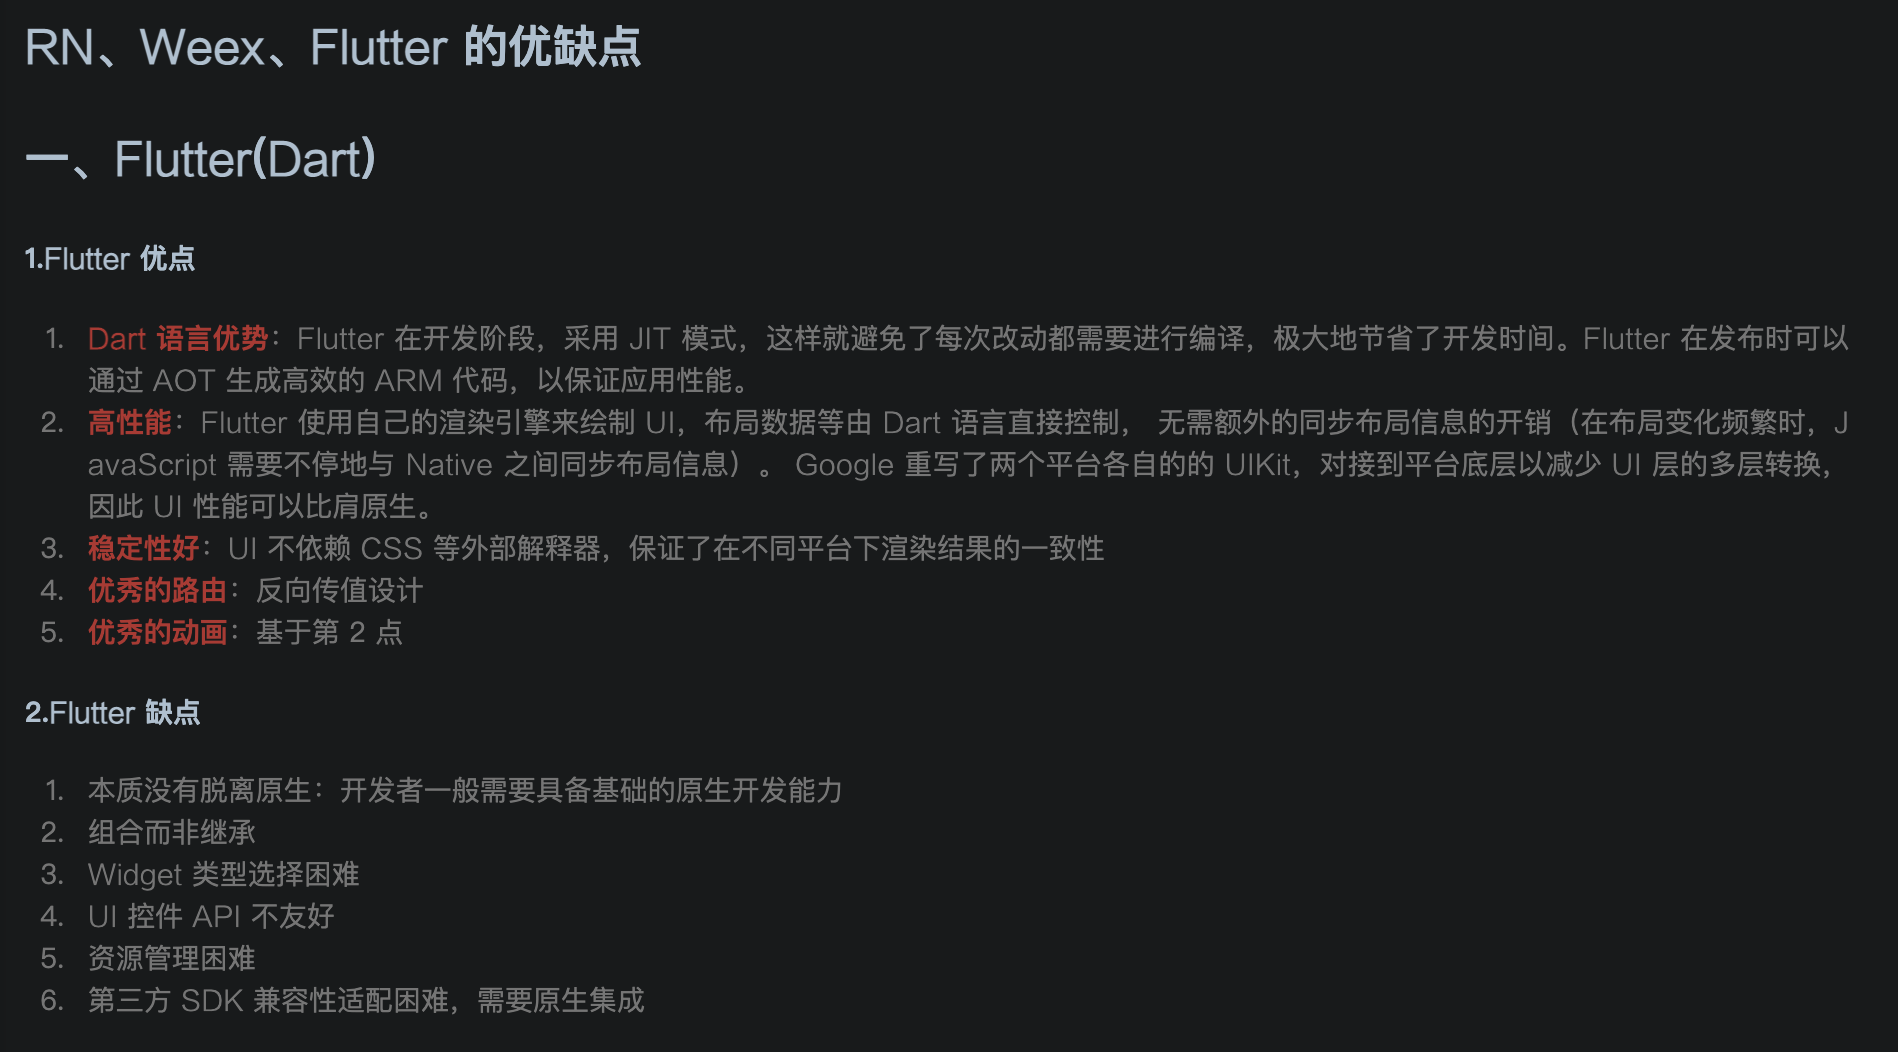 RN、Weex、Flutter 的优缺点
一、Flutter(Dart)
1.Flutter 优点
1. Dart 语言优势：Flutter 在开发阶段，采用 JIT 模式，这样就避免了每次改动都需要进行编译，极大地节省了开发时间。Flutter 在发布时可以
通过 AOT 生成高效的 ARM 代码，以保证应用性能。
2. 高性能：Flutter 使用自己的渲染引擎来绘制 UI，布局数据等由 Dart 语言直接控制， 无需额外的同步布局信息的开销（在布局变化频繁时，J
avaScript 需要不停地与 Native 之间同步布局信息）。 Google 重写了两个平台各自的的 UIKit，对接到平台底层以减少 UI 层的多层转换，
因此 UI 性能可以比肩原生。
3. 稳定性好：UI 不依赖 CSS 等外部解释器，保证了在不同平台下渲染结果的一致性
4. 优秀的路由：反向传值设计
5. 优秀的动画：基于第 2 点
2.Flutter 缺点
1. 本质没有脱离原生：开发者一般需要具备基础的原生开发能力
2. 组合而非继承
3. Widget 类型选择困难
4. UI 控件 API 不友好
5. 资源管理困难
6. 第三方 SDK 兼容性适配困难，需要原生集成